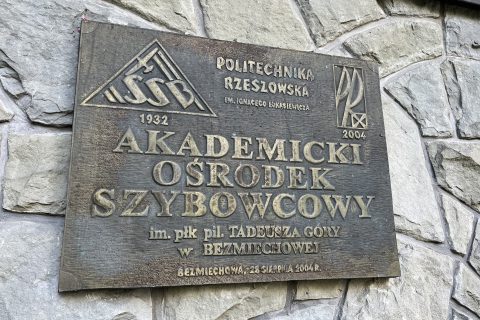 POLITECHNIKA
RZESZOWSKA
IM. IGNACEGO ŁUKASIEWICZA
SSB
1932
PRz
2004
AKADEMICKI
OŚRODEK
SZYBOWCOWY
im. płk pil. TADEUSZA GÓRY
w BEZMIECHOWEJ
BEZMIECHOWA, 28 SIERPNIA 2004 R.